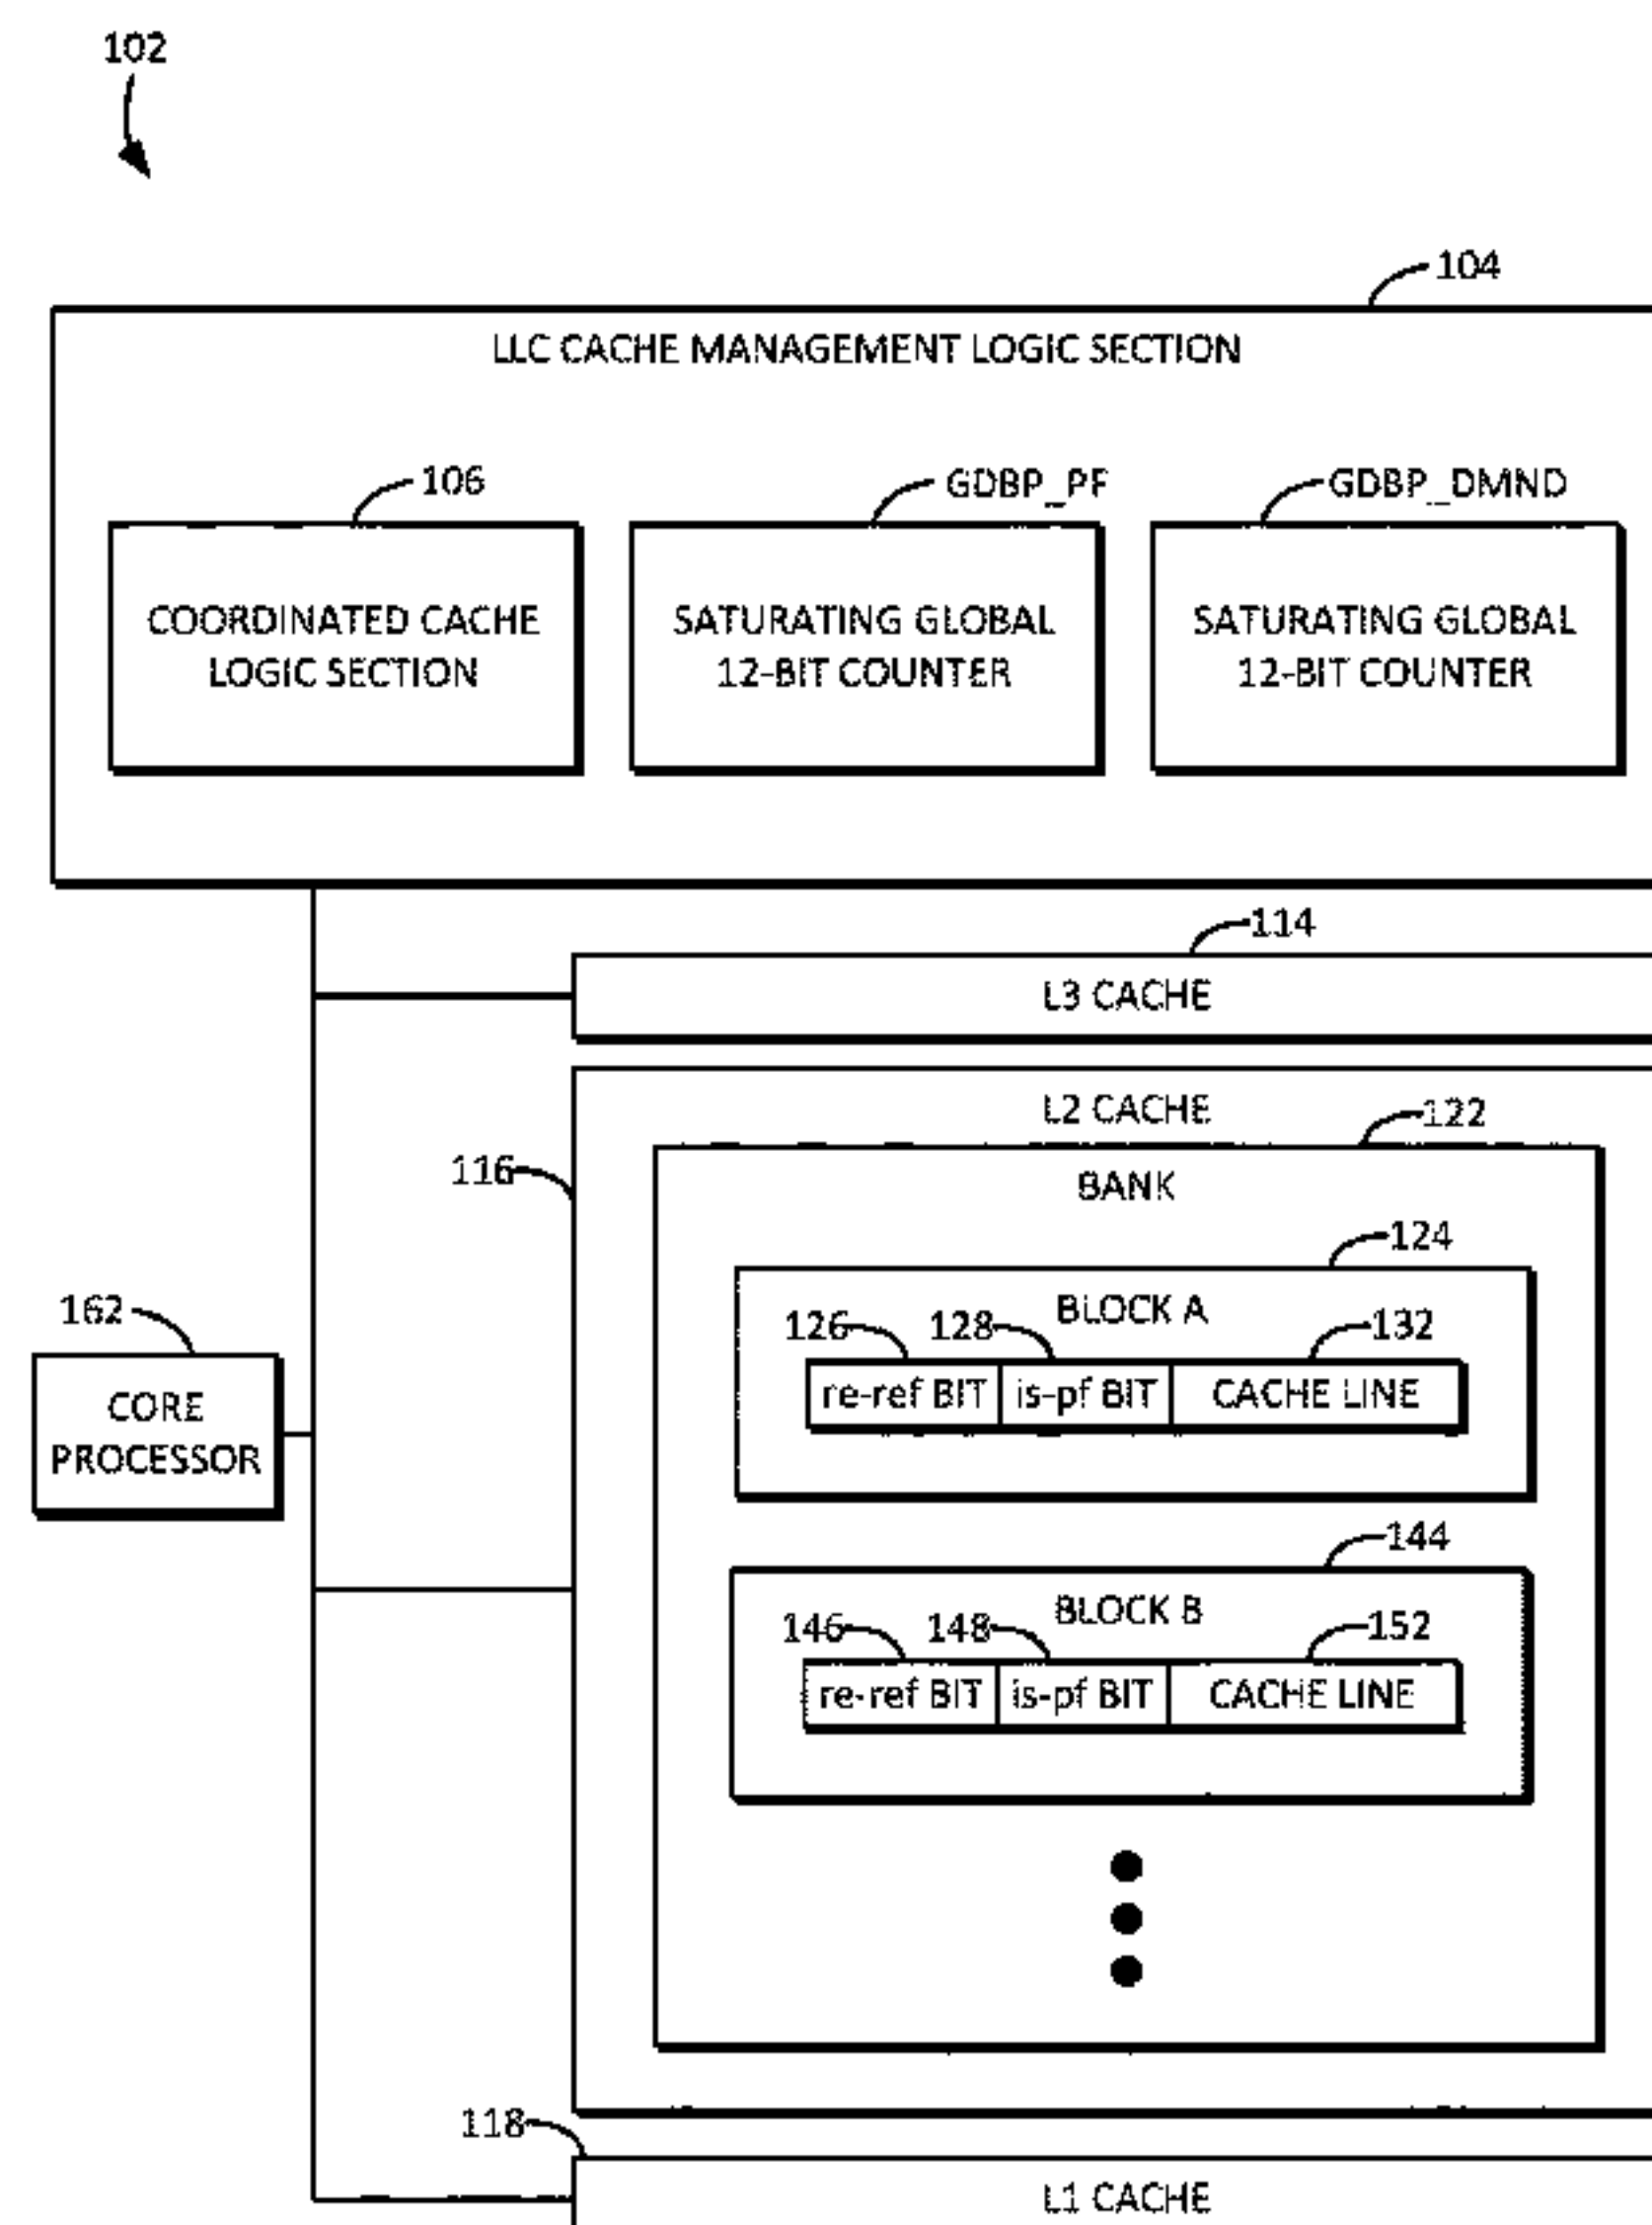 102
104
LLC CACHE MANAGEMENT LOGIC SECTION
106
GDBP_PF
GDBP_DMND
COORDINATED CACHE
LOGIC SECTION
SATURATING GLOBAL
12-BIT COUNTER
SATURATING GLOBAL
12-BIT COUNTER
114
L3 CACHE
L2 CACHE
122
116
BANK
124
BLOCK A
162
126
128
132
CORE
PROCESSOR
re-ref BIT
is-pf BIT
CACHE LINE
144
BLOCK B
146
148
152
re-ref BIT
is-pf BIT
CACHE LINE
118
L1 CACHE